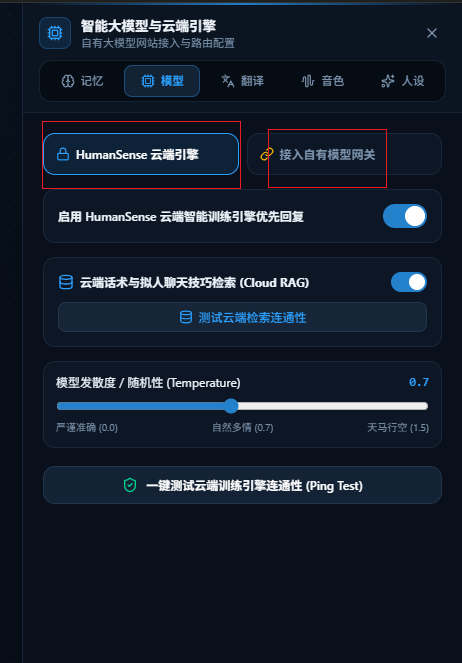 智能大模型与云端引擎
自有大模型网站接入与路由配置
记忆
模型
翻译
音色
人设
HumanSense 云端引擎
接入自有模型网关
启用 HumanSense 云端智能训练引擎优先回复
云端话术与拟人聊天技巧检索 (Cloud RAG)
测试云端检索连通性
模型发散度 / 随机性 (Temperature)
0.7
严谨准确 (0.0)
自然多情 (0.7)
天马行空 (1.5)
一键测试云端训练引擎连通性 (Ping Test)